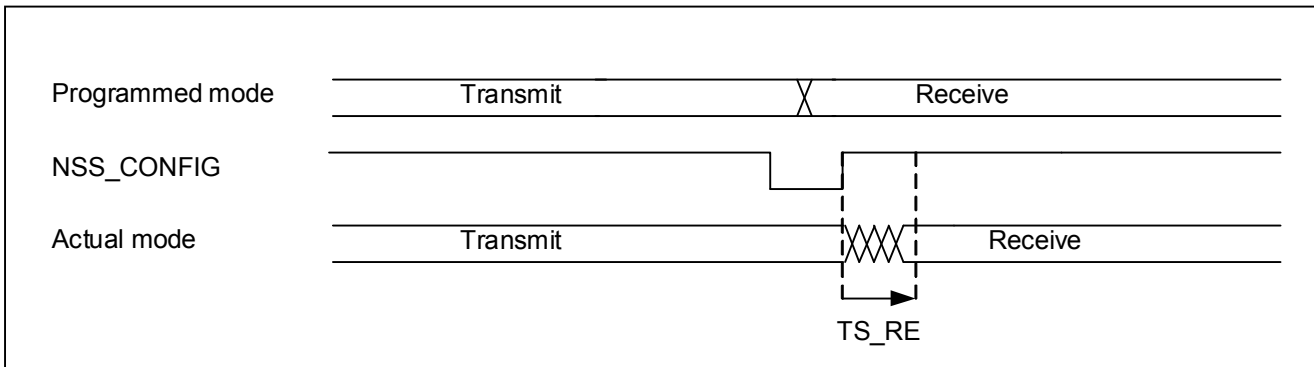 Programmed mode Transmit Receive
NSS_CONFIG
Actual mode Transmit Receive
TS_RE